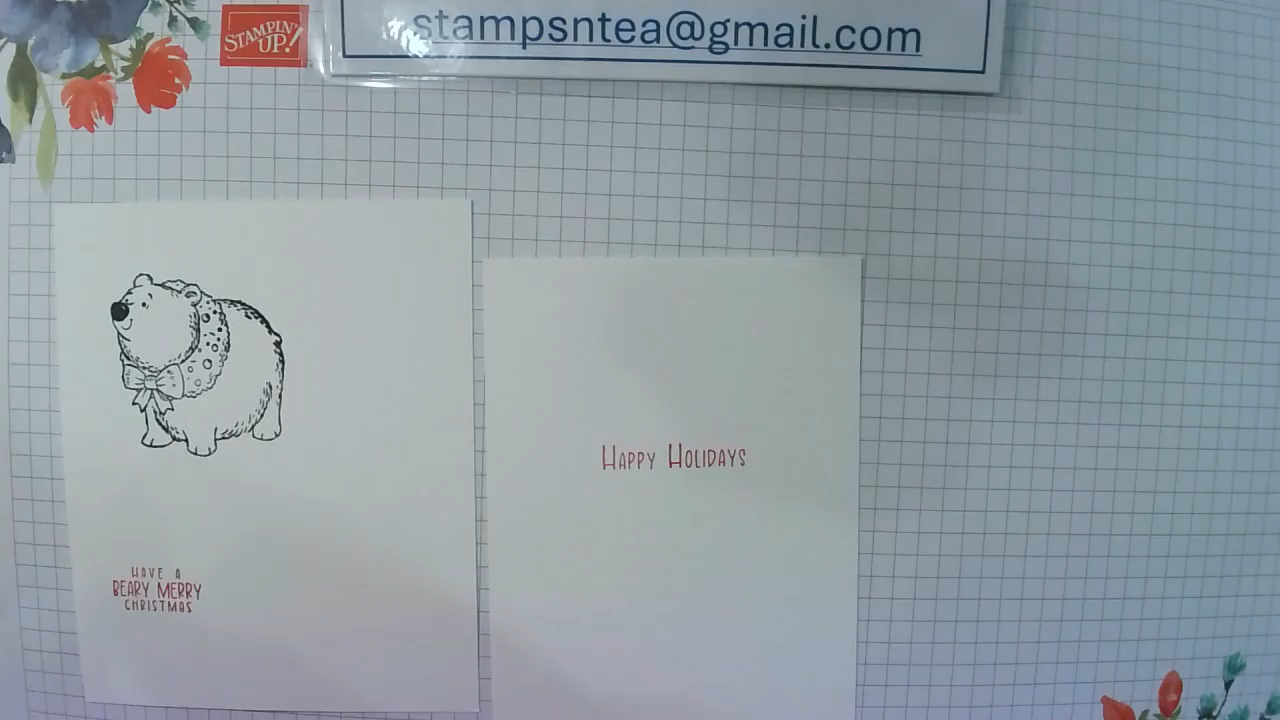 STAMPIN'
UP!
stampsntea@gmail.com
HAVE A
BEARY MERRY
CHRISTMAS
HAPPY HOLIDAYS